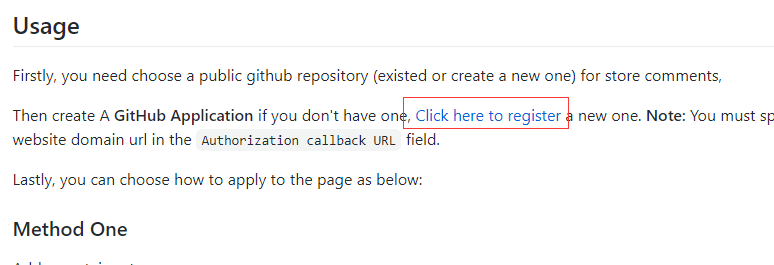 Usage
Firstly, you need choose a public github repository (existed or create a new one) for store comments,
Then create A GitHub Application if you don't have one, Click here to register a new one. Note: You must sp
website domain url in the Authorization callback URL field.
Lastly, you can choose how to apply to the page as below:
Method One